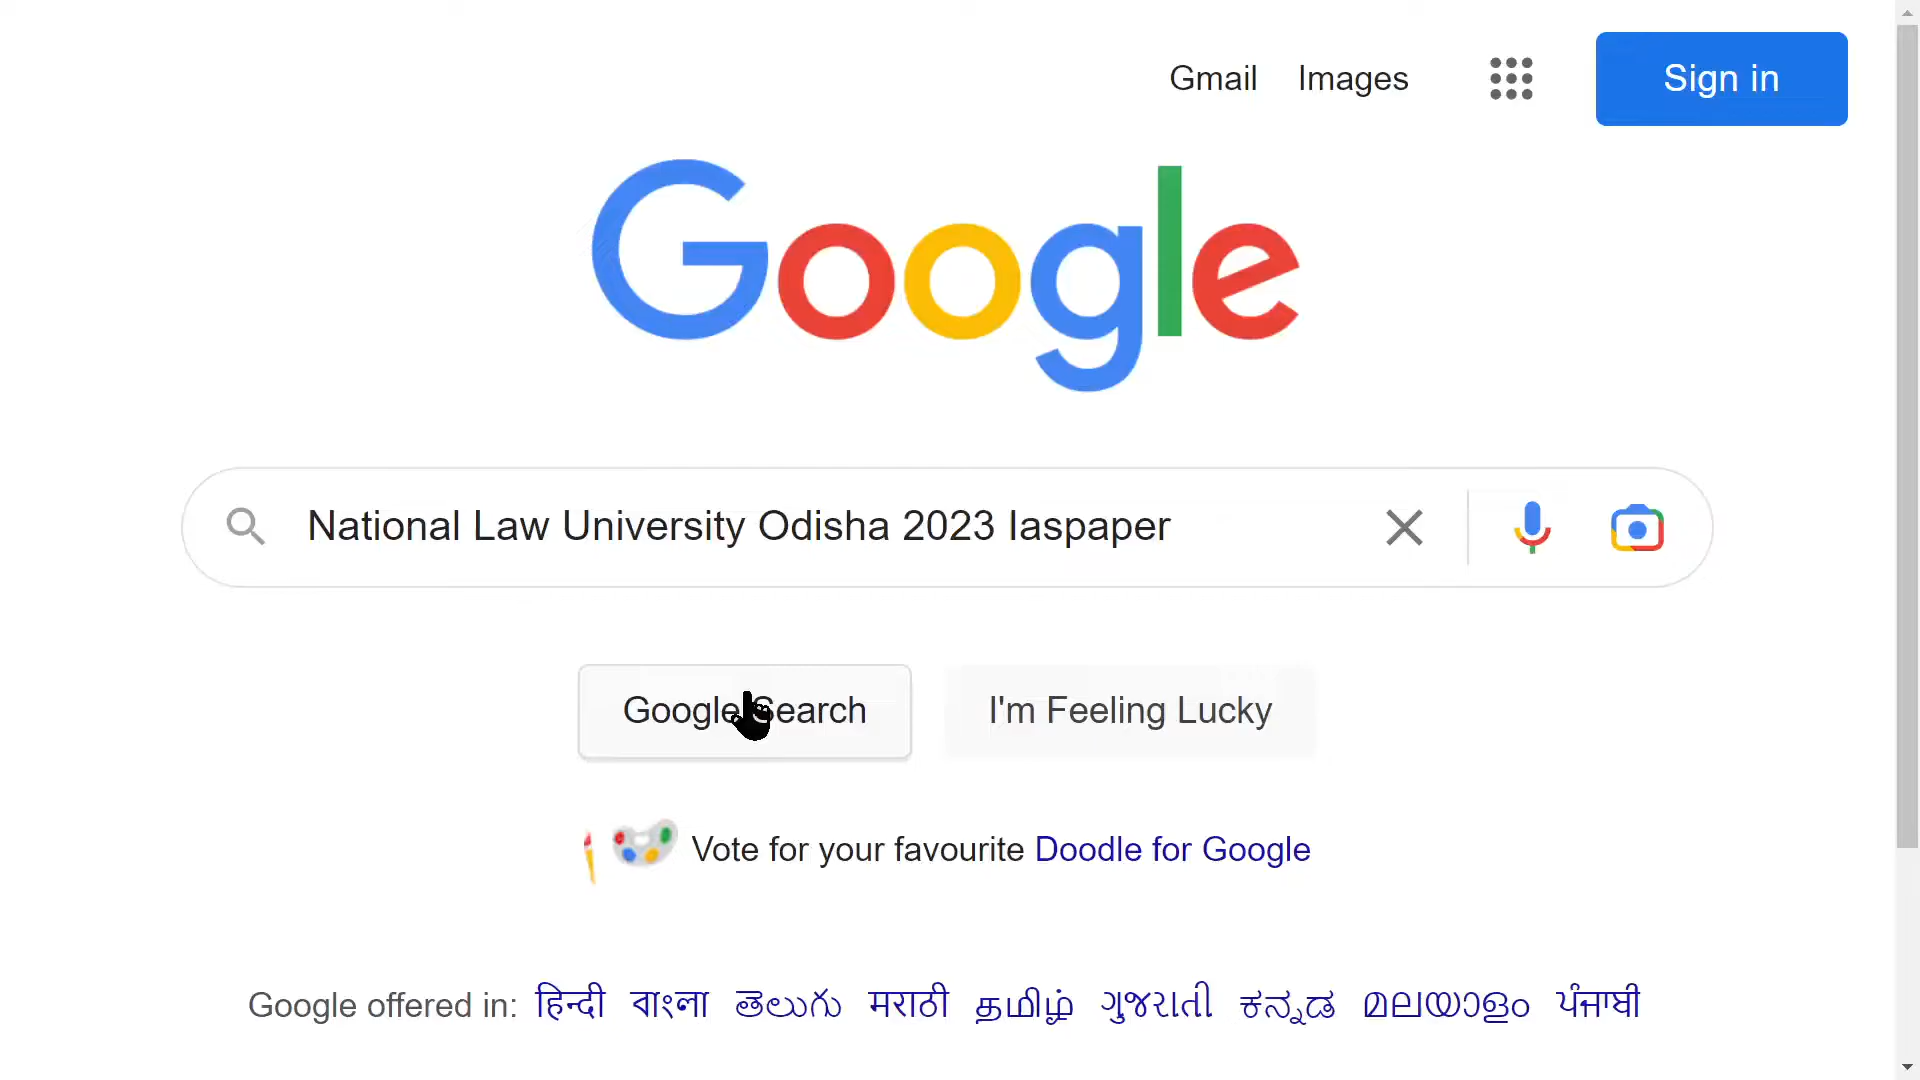 Gmail Images Sign in
Google
National Law University Odisha 2023 Iaspaper
Google Search I'm Feeling Lucky
Vote for your favourite Doodle for Google
Google offered in: हिन्दी বাংলা తెలుగు मराठी தமிழ் ગુજરાતી ಕನ್ನಡ മലയാളം ਪੰਜਾਬੀ